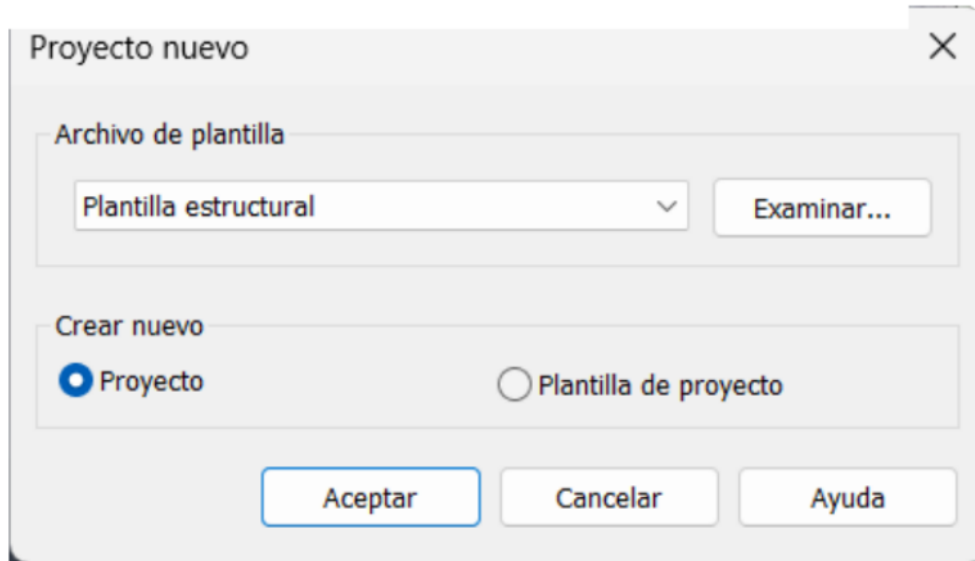 Proyecto nuevo
Archivo de plantilla
Plantilla estructural
Examinar...
Crear nuevo
Proyecto
Plantilla de proyecto
Aceptar
Cancelar
Ayuda